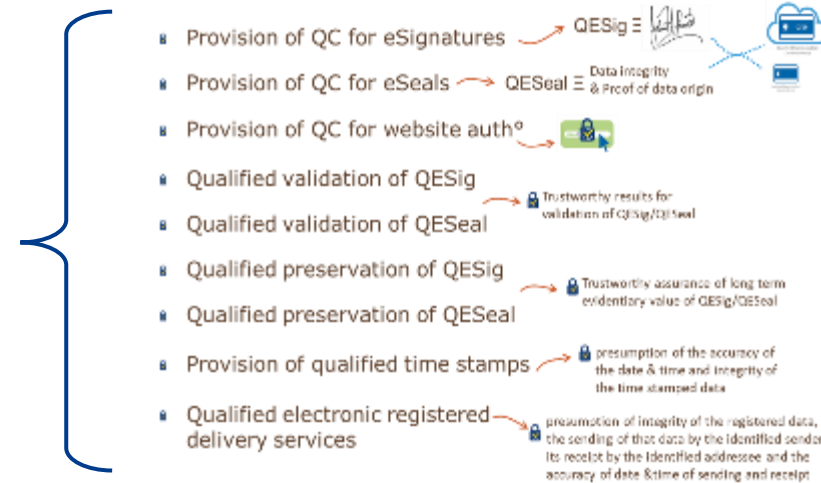 Provision of QC for eSignatures
QESig ≡
Provision of QC for eSeals
QESeal ≡
Data integrity
& Proof of data origin
Provision of QC for website authº
Qualified validation of QESig
Qualified validation of QESeal
Trustworthy results for
validation of QESig/QESeal
Qualified preservation of QESig
Qualified preservation of QESeal
Trustworthy assurance of long term
evidentiary value of QESig/QESeal
Provision of qualified time stamps
presumption of the accuracy of
the date & time and integrity of
the time stamped data
Qualified electronic registered
delivery services
presumption of integrity of the registered data,
the sending of that data by the identified sender
its receipt by the identified addressee and the
accuracy of date &time of sending and receipt